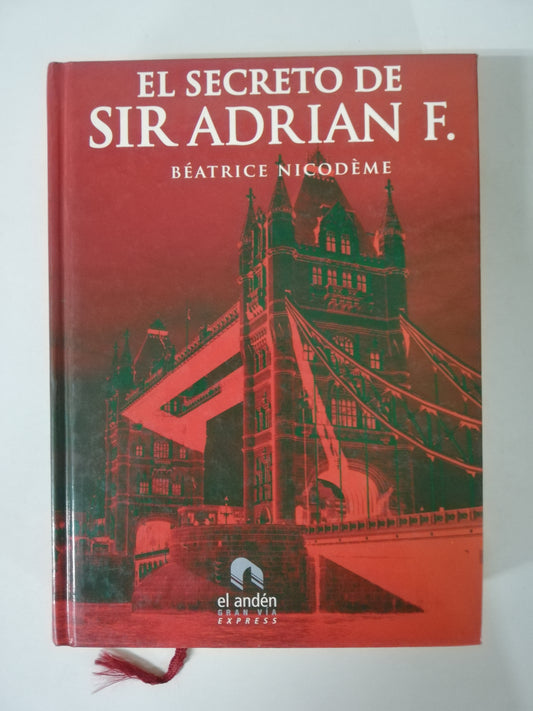 EL SECRETO DE
SIR ADRIAN F.
BÉATRICE NICODÈME
el andén
GRAN VÍA
EXPRESS